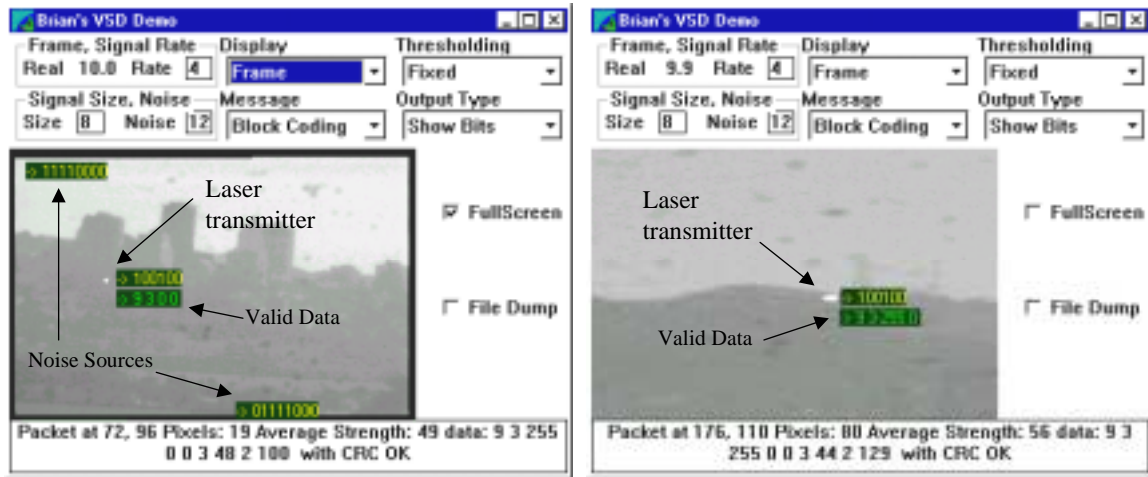 Brian's VSD Demo
Frame, Signal Rate
Display
Thresholding
Real 10.0 Rate 4
Frame
Fixed
Signal Size, Noise
Message
Output Type
Size 8 Noise 12
Block Coding
Show Bits
-> 11110000
Laser
transmitter
FullScreen
-> 100100
-> 9 3 0 0
Valid Data
File Dump
Noise Sources
-> 01111000
Packet at 72, 96 Pixels: 19 Average Strength: 49 data: 9 3 255
0 0 3 48 2 100 with CRC OK
Brian's VSD Demo
Frame, Signal Rate
Display
Thresholding
Real 9.9 Rate 4
Frame
Fixed
Signal Size, Noise
Message
Output Type
Size 8 Noise 12
Block Coding
Show Bits
Laser
transmitter
FullScreen
-> 100100
Valid Data
File Dump
Packet at 176, 110 Pixels: 80 Average Strength: 56 data: 9 3
255 0 0 3 44 2 129 with CRC OK